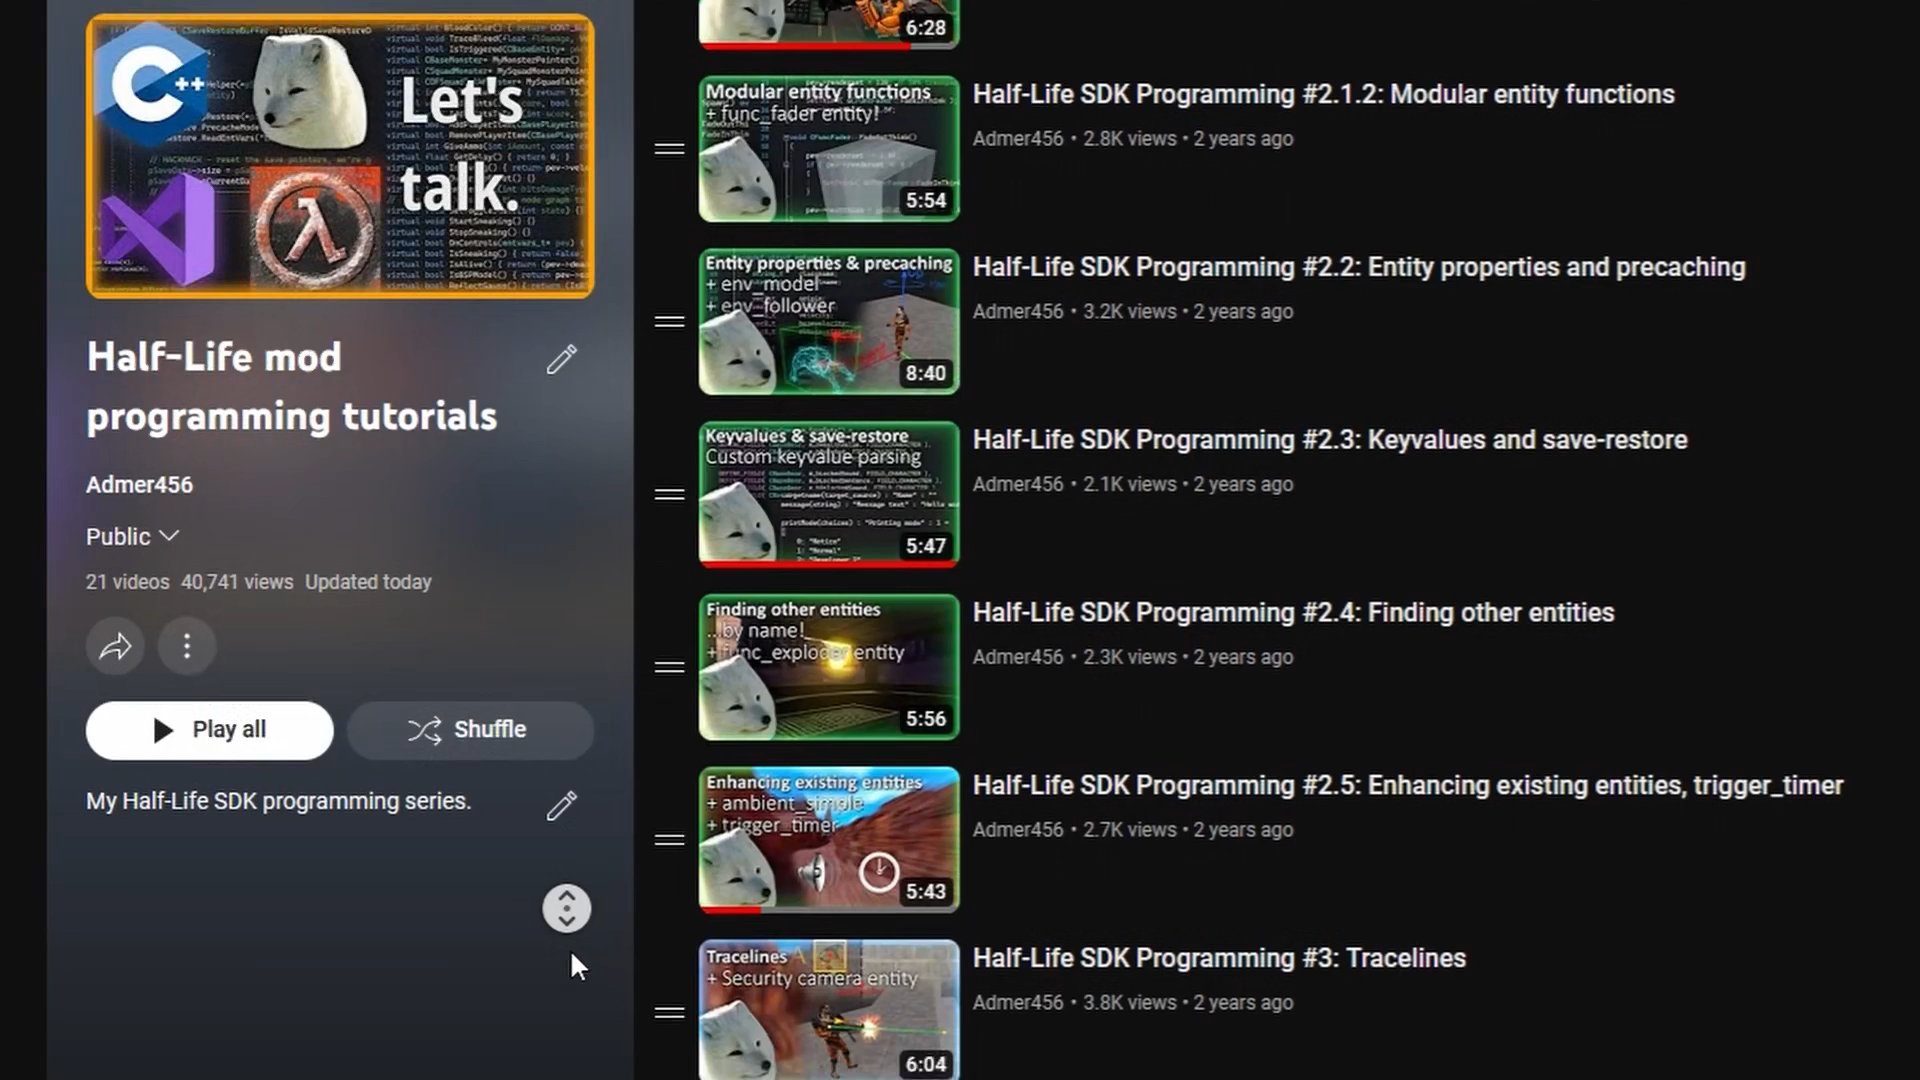 C++
Let's
talk.
Half-Life mod
programming tutorials
Admer456
Public
21 videos 40,741 views Updated today
Play all
Shuffle
My Half-Life SDK programming series.
6:28
Modular entity functions
+ func_fader entity!
5:54
Half-Life SDK Programming #2.1.2: Modular entity functions
Admer456 • 2.8K views • 2 years ago
Entity properties & precaching
+ env_model
+ env_follower
8:40
Half-Life SDK Programming #2.2: Entity properties and precaching
Admer456 • 3.2K views • 2 years ago
Keyvalues & save-restore
Custom keyvalue parsing
5:47
Half-Life SDK Programming #2.3: Keyvalues and save-restore
Admer456 • 2.1K views • 2 years ago
Finding other entities
...by name!
+ func_exploder entity
5:56
Half-Life SDK Programming #2.4: Finding other entities
Admer456 • 2.3K views • 2 years ago
Enhancing existing entities
+ ambient_simple
+ trigger_timer
5:43
Half-Life SDK Programming #2.5: Enhancing existing entities, trigger_timer
Admer456 • 2.7K views • 2 years ago
Tracelines
+ Security camera entity
6:04
Half-Life SDK Programming #3: Tracelines
Admer456 • 3.8K views • 2 years ago